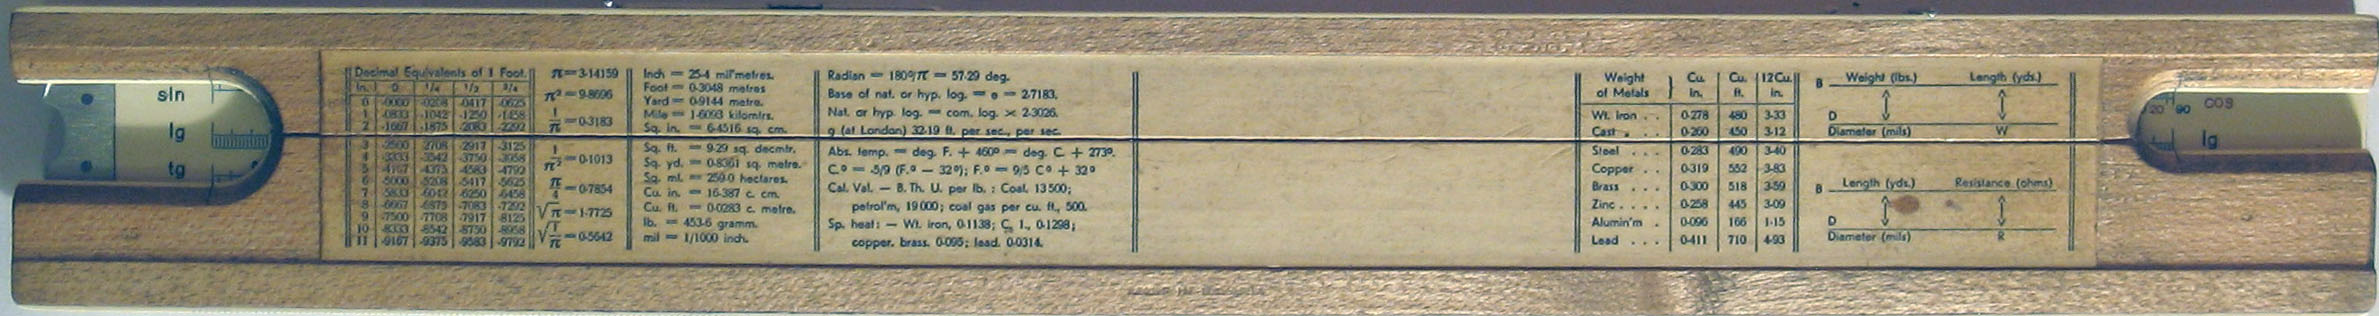 sin
lg
tg
Decimal Equivalents of 1 Foot.
In. 0 1/4 1/2 3/4
0 ·0000 ·0208 ·0417 ·0625
1 ·0833 ·1042 ·1250 ·1458
2 ·1667 ·1875 ·2083 ·2292
3 ·2500 ·2708 ·2917 ·3125
4 ·3333 ·3542 ·3750 ·3958
5 ·4167 ·4375 ·4583 ·4792
6 ·5000 ·5208 ·5417 ·5625
7 ·5833 ·6042 ·6250 ·6458
8 ·6667 ·6875 ·7083 ·7292
9 ·7500 ·7708 ·7917 ·8125
10 ·8333 ·8542 ·8750 ·8958
11 ·9167 ·9375 ·9583 ·9792
π = 3·14159
π² = 9·8696
1/π = 0·3183
1/π² = 0·1013
π/4 = 0·7854
√π = 1·7725
√1/π = 0·5642
Inch = 25·4 mil'metres.
Foot = 0·3048 metres
Yard = 0·9144 metre.
Mile = 1·6093 kilomtrs.
Sq. in. = 6·4516 sq. cm.
Sq. ft. = 9·29 sq. decmtr.
Sq. yd. = 0·8361 sq. metre.
Sq. ml. = 259·0 hectares.
Cu. in = 16·387 c. cm.
Cu. ft. = 0·0283 c. metre.
lb. = 453·6 gramm.
mil = 1/1000 inch.
Radian = 180°/π = 57·29 deg.
Base of nat. or hyp. log. = e = 2·7183.
Nat. or hyp. log. = com. log. × 2·3026.
g (at London) 32·19 ft. per sec., per sec.
Abs. temp. = deg. F. + 460° = deg. C. + 273°.
C.° = 5/9 (F.° − 32°); F.° = 9/5 C° + 32°
Cal. Val. — B. Th. U. per lb. : Coal, 13500;
petrol'm, 19000; coal gas per cu. ft., 500.
Sp. heat: — Wt. iron, 0·1138; C. I., 0·1298;
copper, brass, 0·095; lead, 0·0314.
Weight of Metals } Cu. in. Cu. ft. 12Cu. in.
Wt. Iron . . 0·278 480 3·33
Cast „ . 0·260 450 3·12
Steel . . . 0·283 490 3·40
Copper . . 0·319 552 3·83
Brass . . . 0·300 518 3·59
Zinc . . . . 0·258 445 3·09
Alumin'm . 0·096 166 1·15
Lead . . . 0·411 710 4·93
B Weight (lbs.) Length (yds.)
D
Diameter (mils) W
B Length (yds.) Resistance (ohms)
D
Diameter (mils) R
20 90 cos
lg